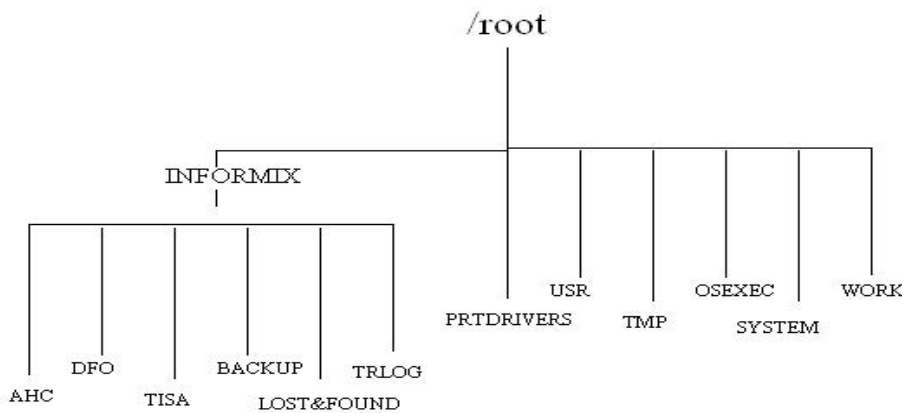 /root
INFORMIX
USR
OSEXEC
WORK
PRTDRIVERS
TMP
SYSTEM
DFO
BACKUP
TRLOG
AHC
TISA
LOST&FOUND